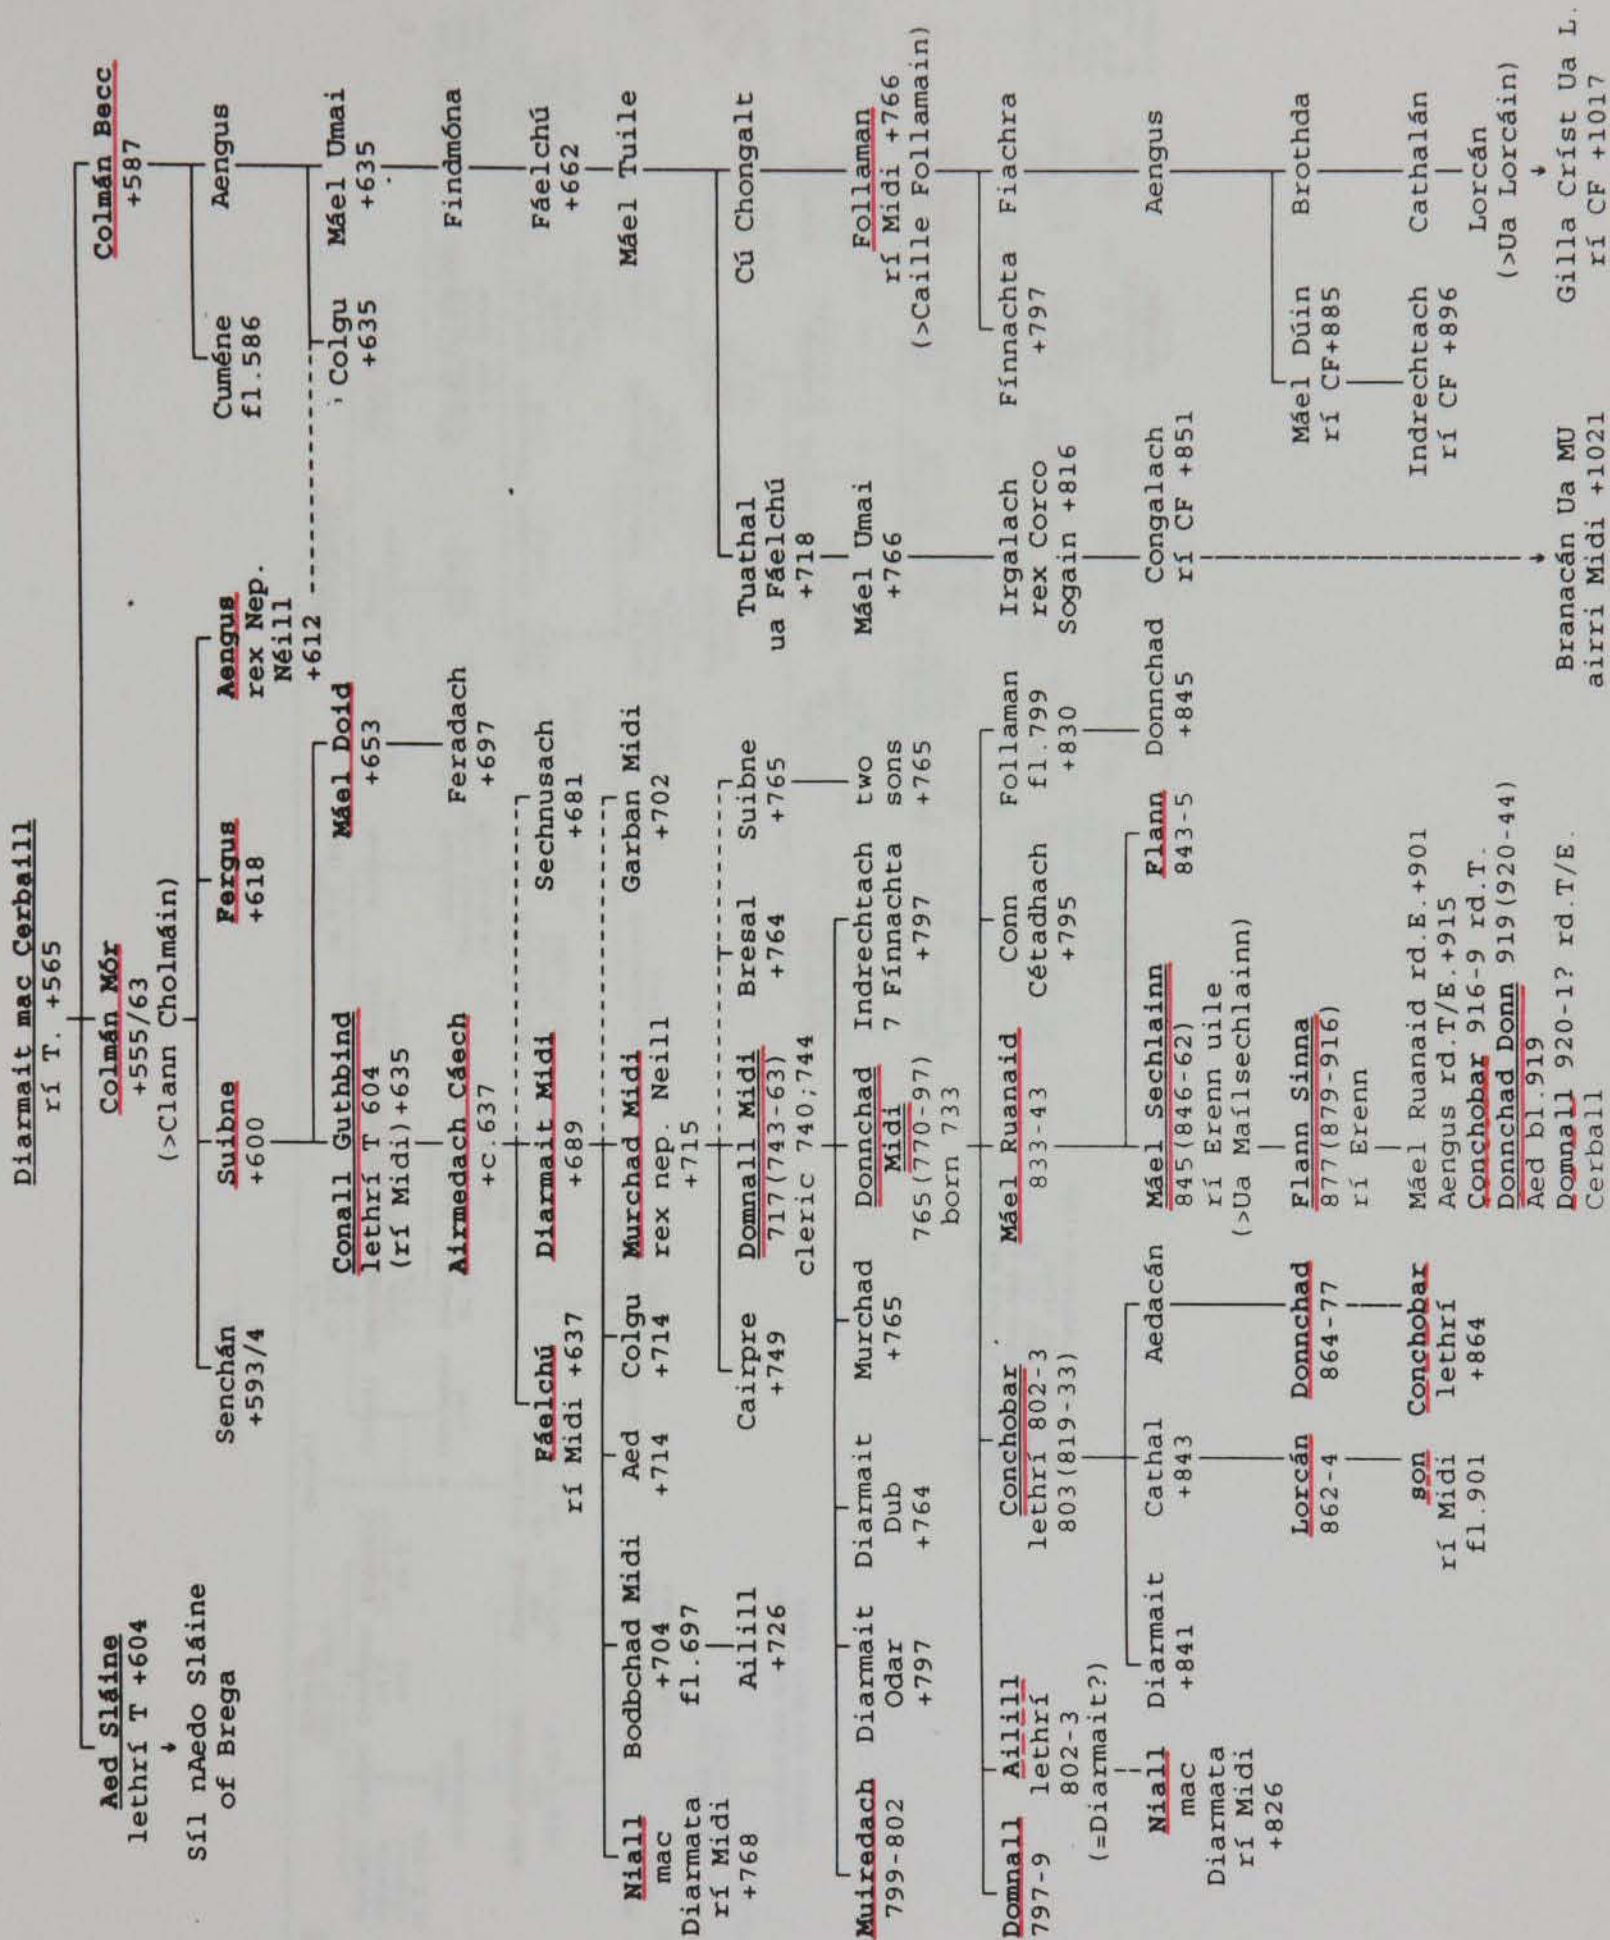 Diarmait mac Cerbaill
rí T. +565
Aed Sláine
lethrí T +604
Síl nAedo Sláine
of Brega
Colmán Mór
+555/63
(>Clann Cholmáin)
Colmán Becc
+587
Senchán
+593/4
Suibne
+600
Fergus
+618
Aengus
rex Nep.
Néill
+612
Cuméne
fl.586
Aengus
Conall Guthbind
lethrí T 604
(rí Midi)+635
Máel Doid
+653
Colgu
+635
Máel Umai
+635
Airmedach Cáech
+c.637
Feradach
+697
Findmóna
Fáelchú
rí Midi +637
Diarmait Midi
+689
Sechnusach
+681
Fáelchú
+662
Niall
mac
Diarmata
rí Midi
+768
Bodbchad Midi
+704
fl.697
Ailill
+726
Aed
+714
Colgu
+714
Murchad Midi
rex nep. Neill
+715
Garban Midi
+702
Máel Tuile
Cairpre
+749
Domnall Midi
717(743-63)
cleric 740;744
Bresal
+764
Suibne
+765
Tuathal
ua Fáelchú
+718
Cú Chongalt
Muiredach
799-802
Diarmait
Odar
+797
Diarmait
Dub
+764
Murchad
+765
Donnchad
Midi
765(770-97)
born 733
Indrechtach
7 Fínnachta
+797
two
sons
+765
Máel Umai
+766
Follaman
rí Midi +766
(>Caille Follamain)
Domnall
797-9
Ailill
lethrí
802-3
(=Diarmait?)
Conchobar
lethrí 802-3
803(819-33)
Máel Ruanaid
833-43
Conn
Cétadhach
+795
Follaman
fl.799
+830
Irgalach
rex Corco
Sogain +816
Fínnachta
+797
Fiachra
Niall
mac
Diarmata
rí Midi
+826
Diarmait
+841
Cathal
+843
Aedacán
Máel Sechlainn
845(846-62)
rí Erenn uile
(>Ua Maílsechlainn)
Flann
843-5
Donnchad
+845
Congalach
rí CF +851
Aengus
Lorcán
862-4
Donnchad
864-77
Flann Sinna
877(879-916)
rí Erenn
Máel Dúin
rí CF+885
Brothda
son
rí Midi
fl.901
Conchobar
lethrí
+864
Máel Ruanaid rd.E.+901
Aengus rd.T/E.+915
Conchobar 916-9 rd.T.
Donnchad Donn 919(920-44)
Aed bl.919
Domnall 920-1? rd.T/E.
Cerball
Indrechtach
rí CF +896
Cathalán
Lorcán
(>Ua Lorcáin)
Branacán Ua MU
airri Midi +1021
Gilla Críst Ua L.
rí CF +1017